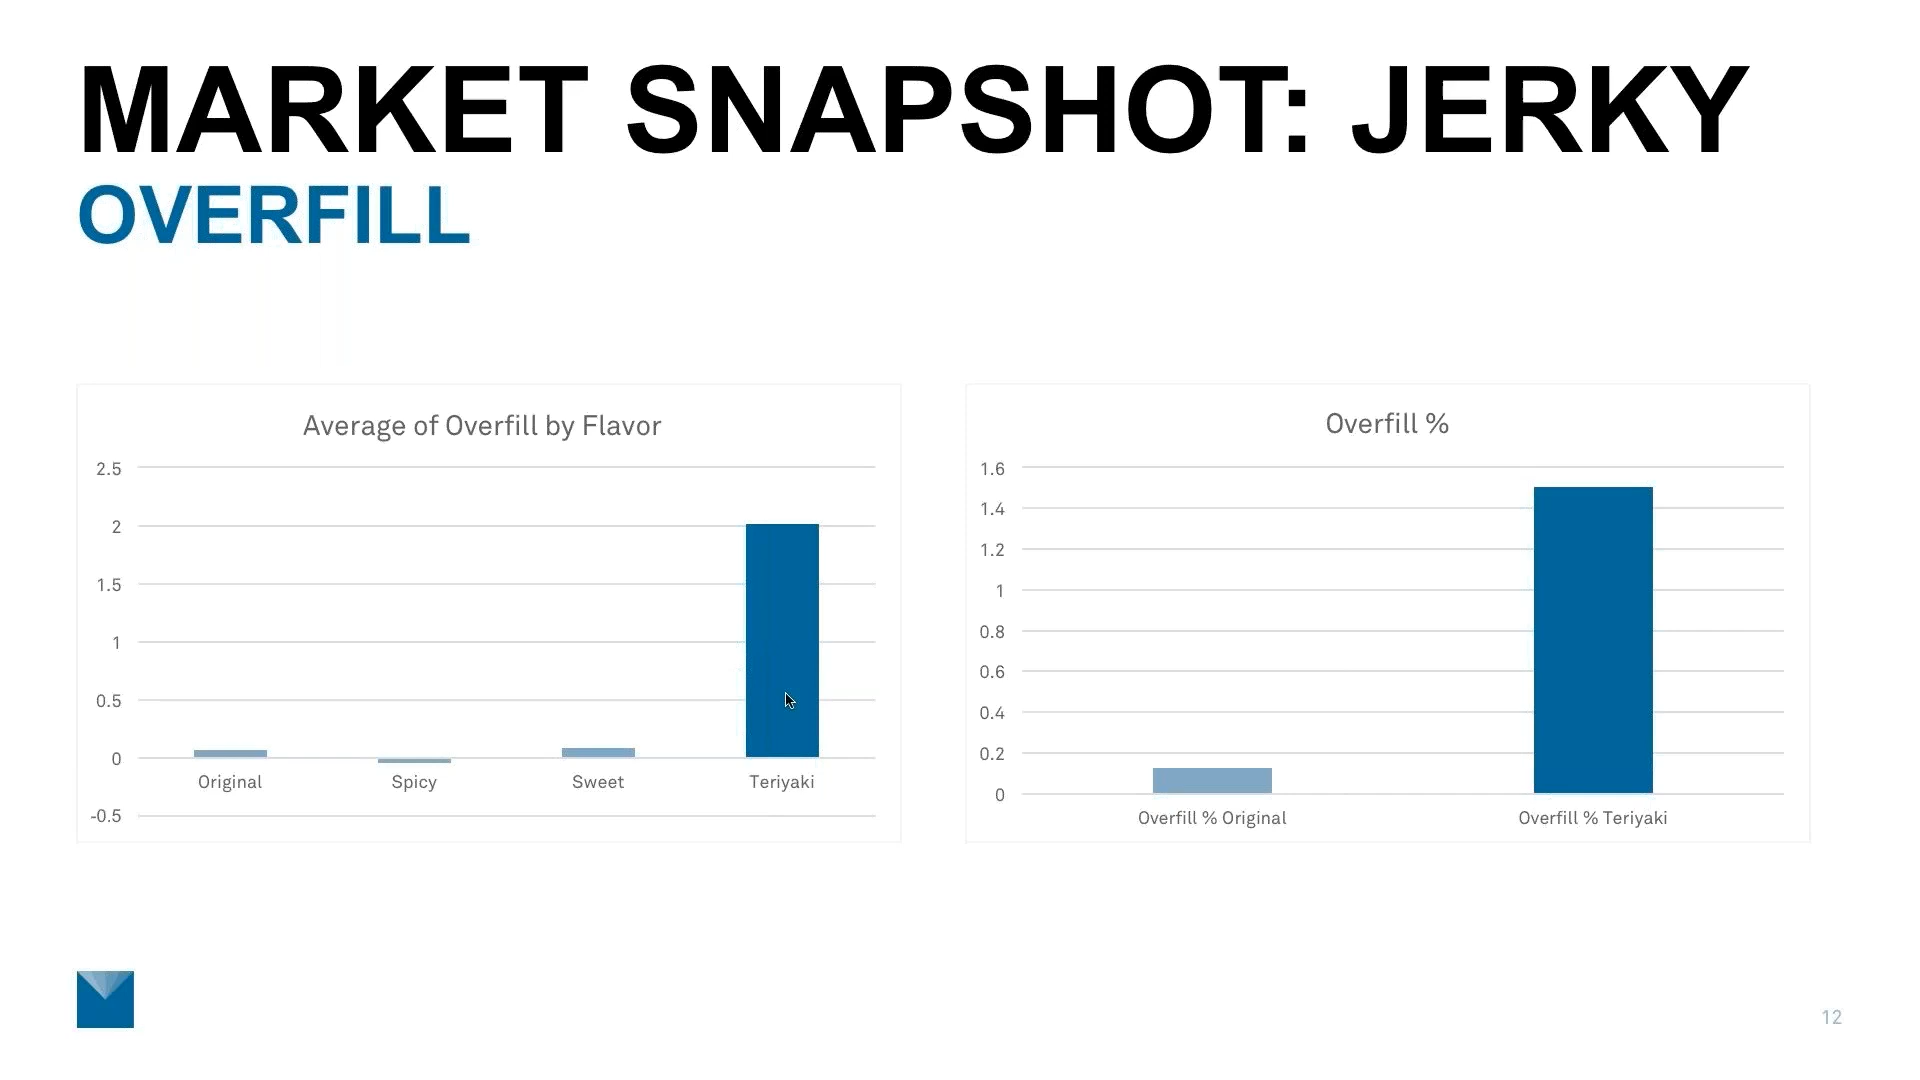 MARKET SNAPSHOT: JERKY
OVERFILL
Average of Overfill by Flavor
2.5
2
1.5
1
0.5
0
-0.5
Original Spicy Sweet Teriyaki
Overfill %
1.6
1.4
1.2
1
0.8
0.6
0.4
0.2
0
Overfill % Original Overfill % Teriyaki
12